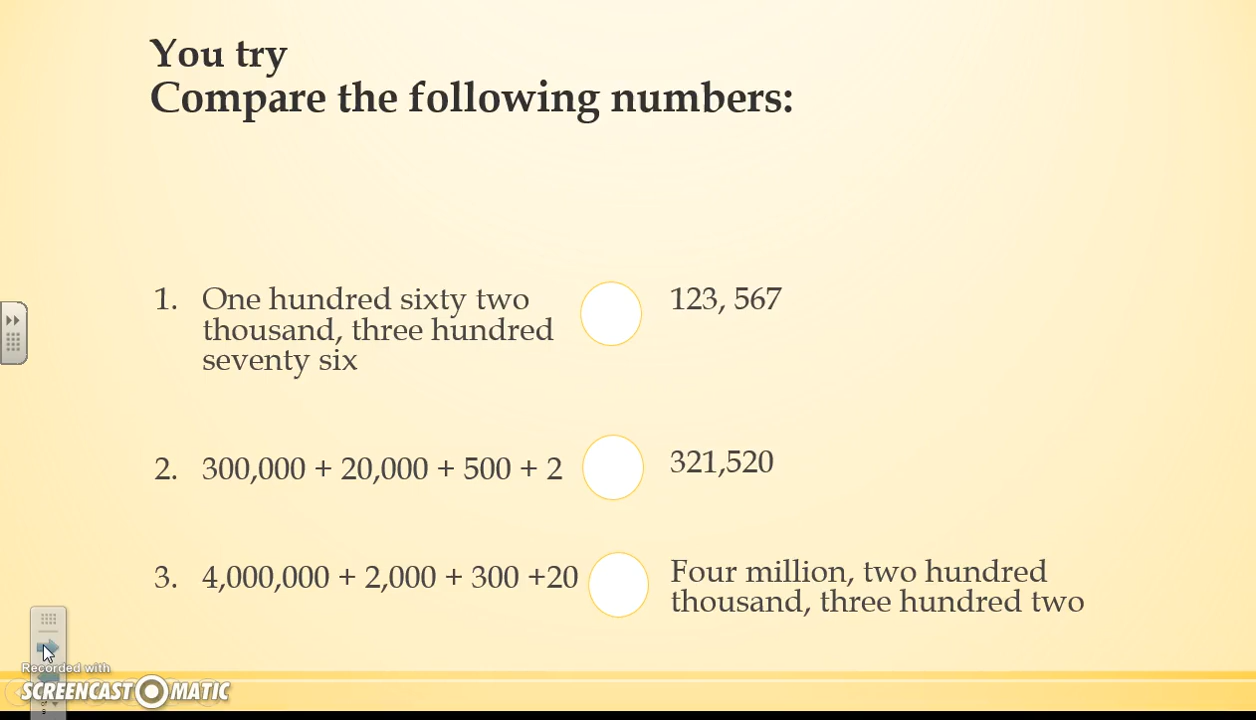 You try
Compare the following numbers:
1. One hundred sixty two
thousand, three hundred
seventy six
123, 567
2. 300,000 + 20,000 + 500 + 2
321,520
3. 4,000,000 + 2,000 + 300 +20
Four million, two hundred
thousand, three hundred two
Recorded with
SCREENCAST MATIC